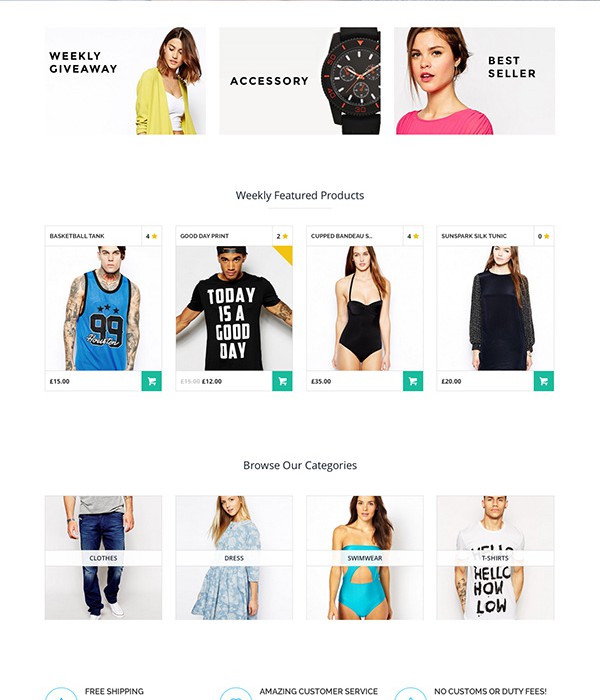 WEEKLY
GIVEAWAY
ACCESSORY
BEST
SELLER
Weekly Featured Products
BASKETBALL TANK 4
GOOD DAY PRINT 2
CUPPED BANDEAU S... 4
SUNSPARK SILK TUNIC 0
99
Houston
TODAY
IS A
GOOD
DAY
£15.00
£15.00 £12.00
£35.00
£20.00
Browse Our Categories
CLOTHES
DRESS
SWIMWEAR
T-SHIRTS
HELLO
HELLO
HOW
LOW
FREE SHIPPING
AMAZING CUSTOMER SERVICE
NO CUSTOMS OR DUTY FEES!